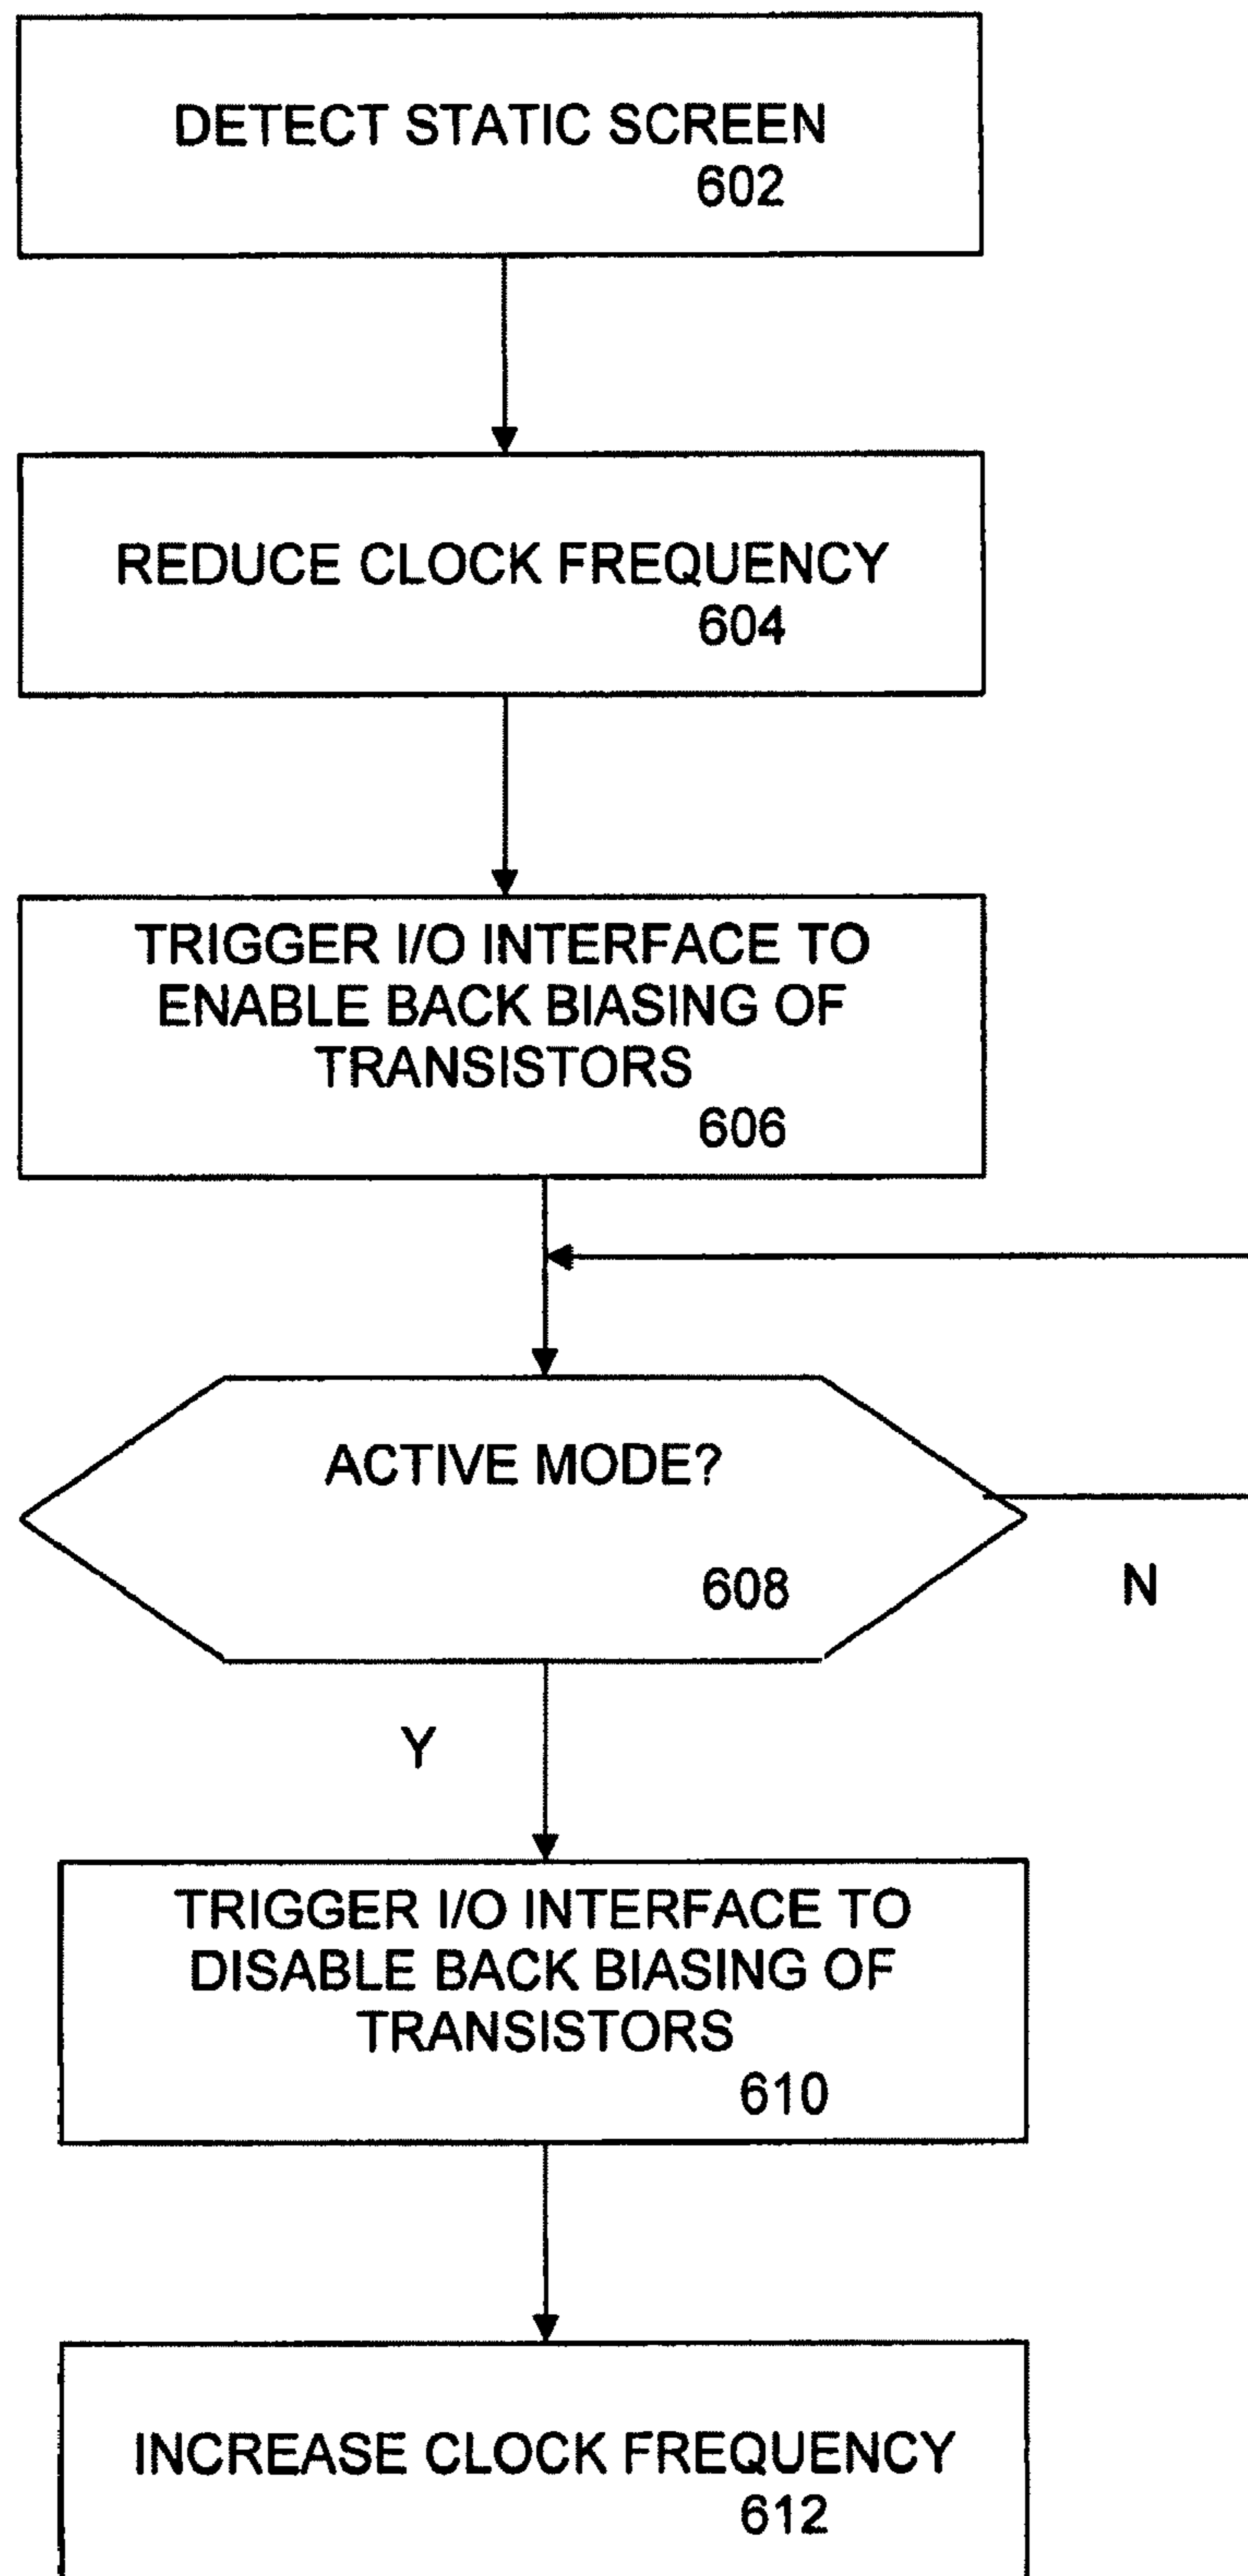 DETECT STATIC SCREEN
602
REDUCE CLOCK FREQUENCY
604
TRIGGER I/O INTERFACE TO
ENABLE BACK BIASING OF
TRANSISTORS
606
ACTIVE MODE?
608
N
Y
TRIGGER I/O INTERFACE TO
DISABLE BACK BIASING OF
TRANSISTORS
610
INCREASE CLOCK FREQUENCY
612